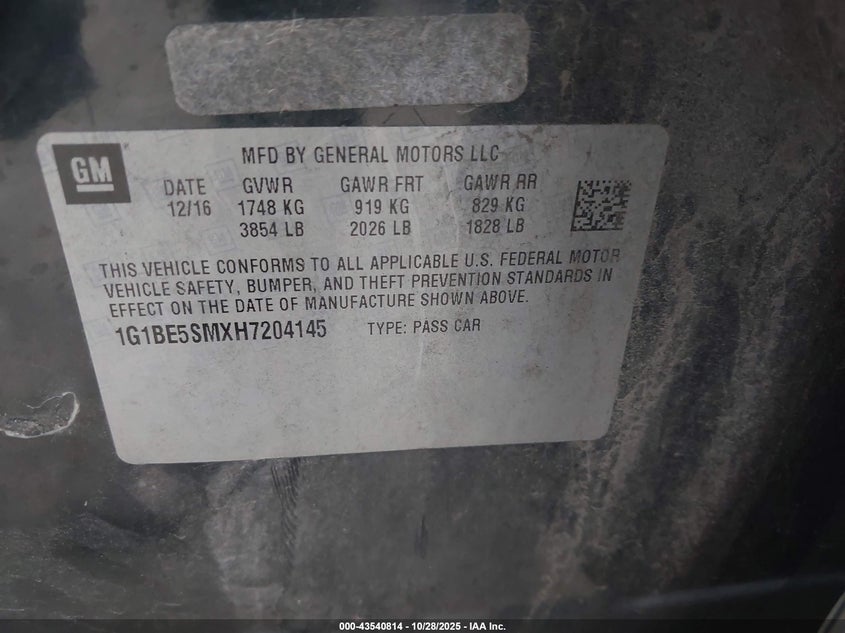 GM
MFD BY GENERAL MOTORS LLC
DATE GVWR GAWR FRT GAWR RR
12/16 1748 KG 919 KG 829 KG
3854 LB 2026 LB 1828 LB
THIS VEHICLE CONFORMS TO ALL APPLICABLE U.S. FEDERAL MOTOR
VEHICLE SAFETY, BUMPER, AND THEFT PREVENTION STANDARDS IN
EFFECT ON THE DATE OF MANUFACTURE SHOWN ABOVE.
1G1BE5SMXH7204145 TYPE: PASS CAR
000-43540814 - 10/28/2025 - IAA Inc.